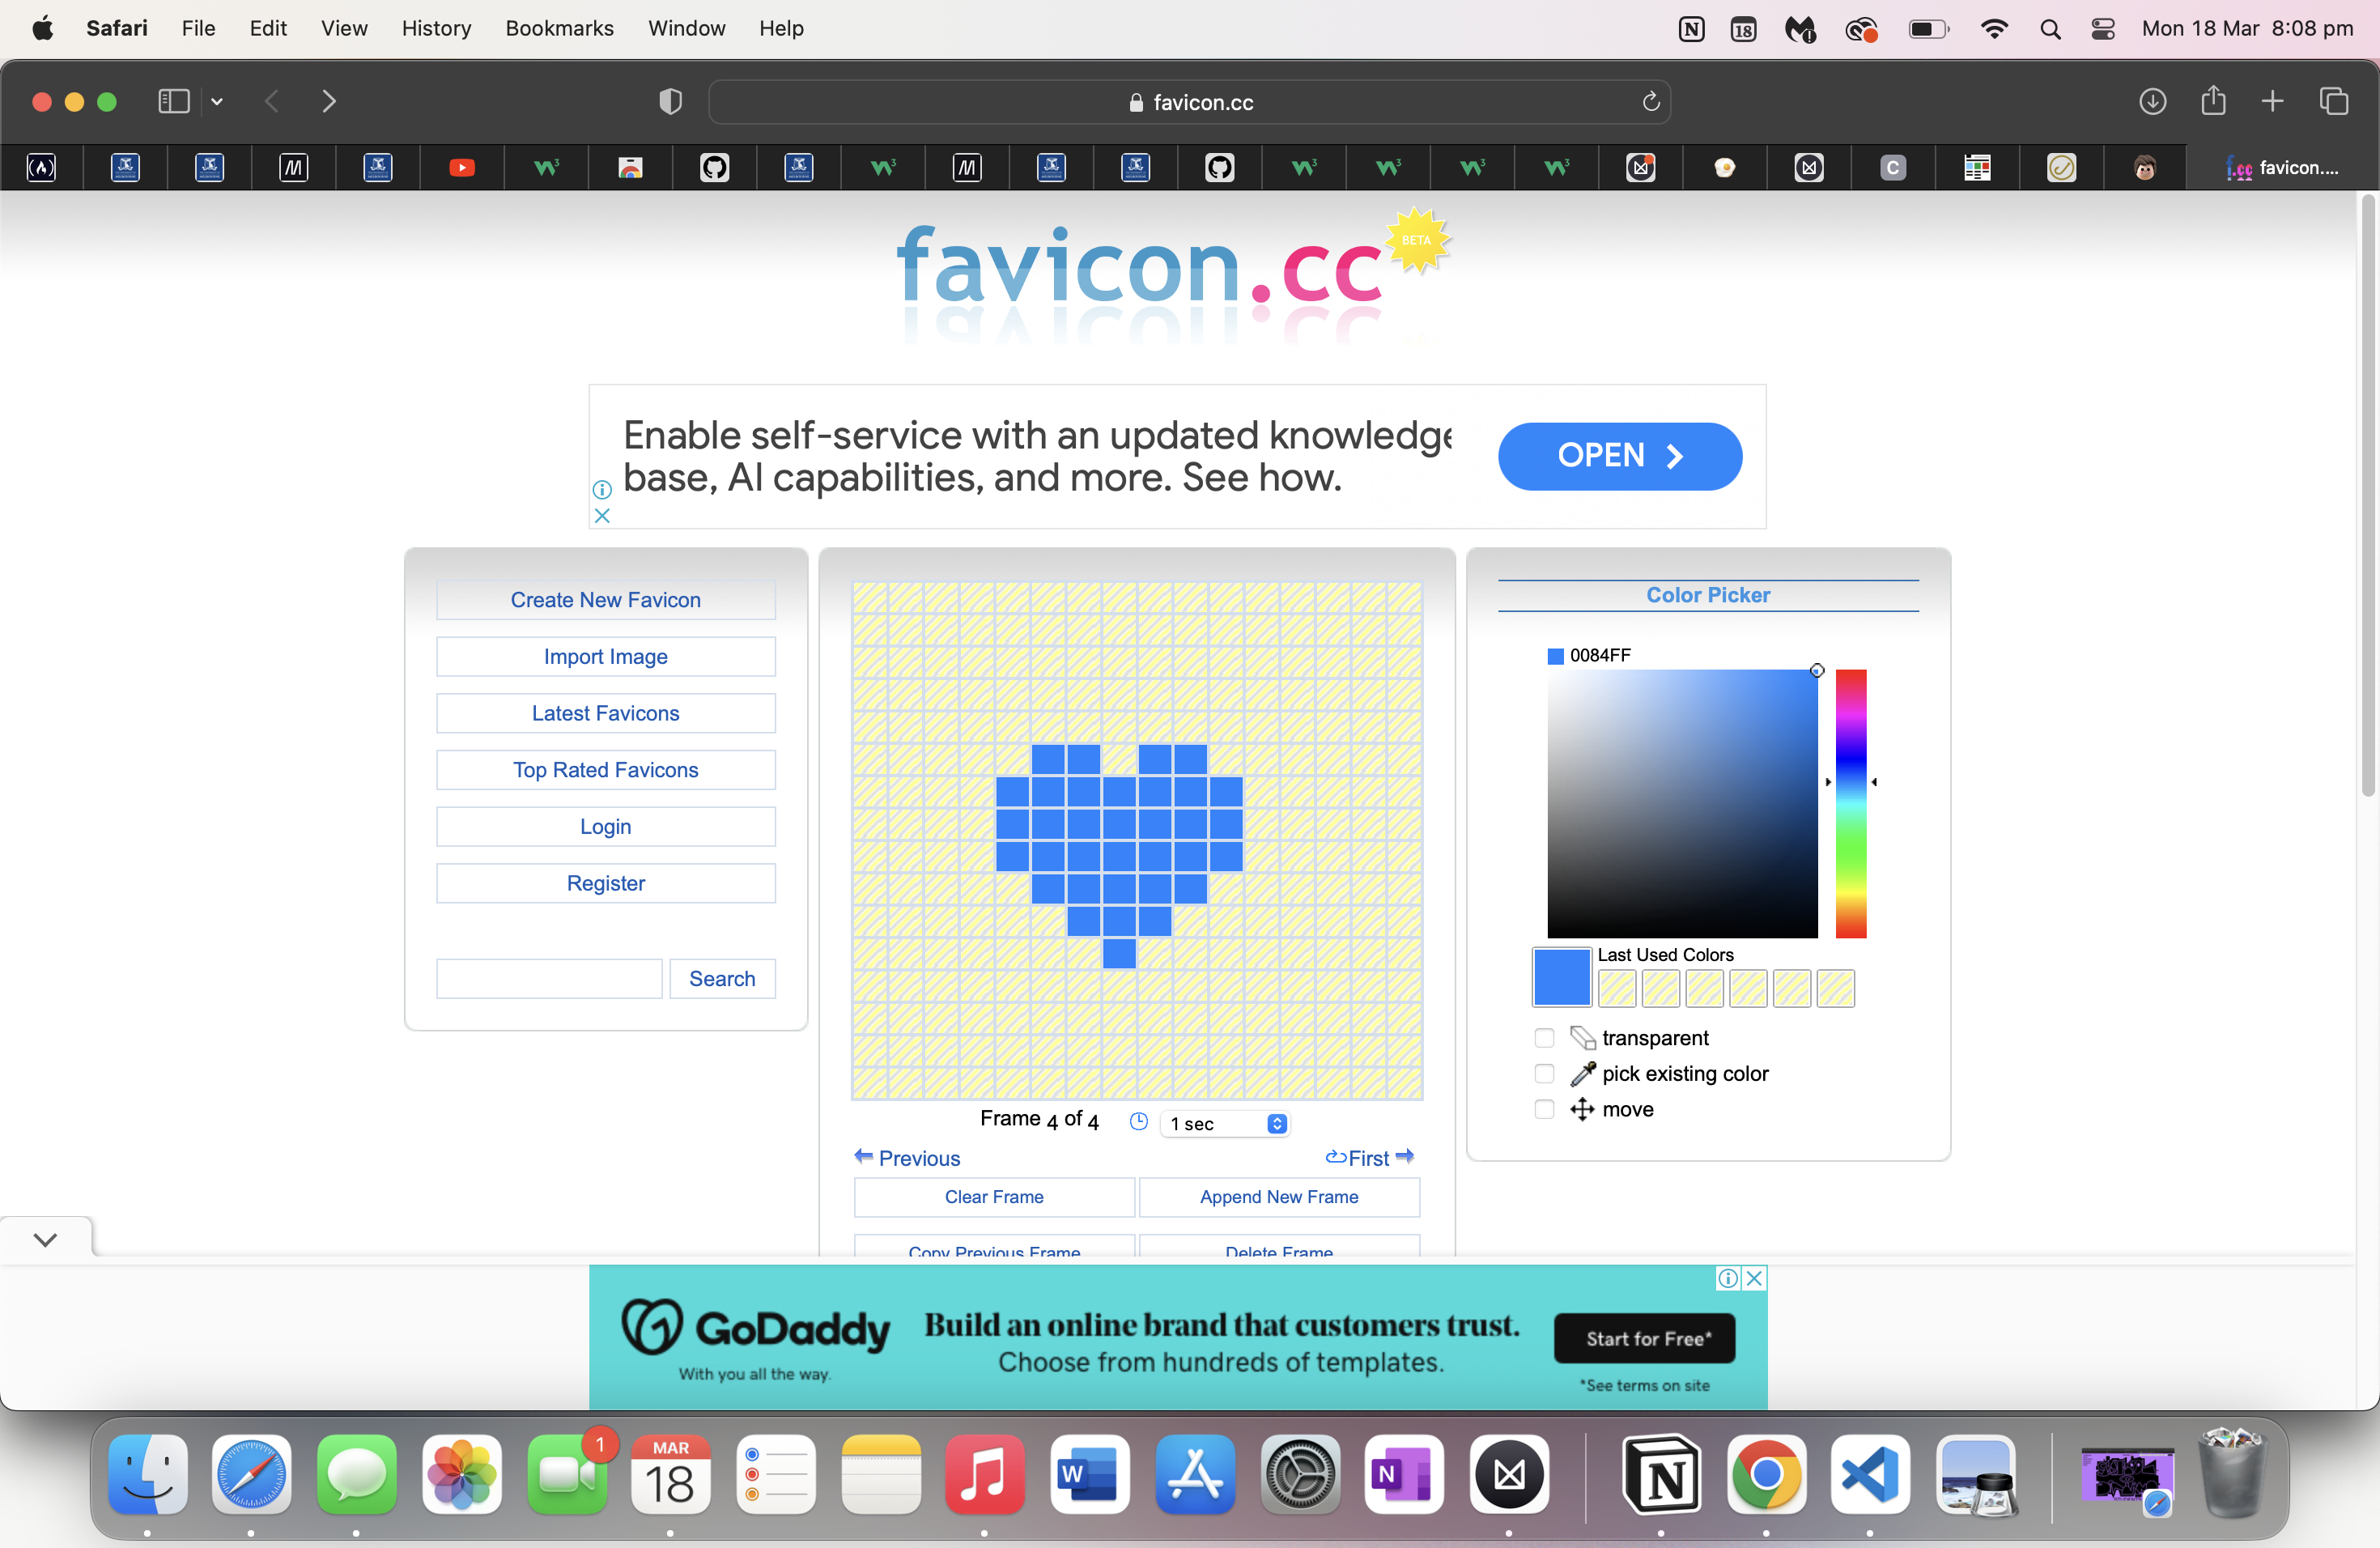 Safari File Edit View History Bookmarks Window Help 18 Mon 18 Mar 8:08 pm
favicon.cc
favicon....
favicon.cc BETA
Enable self-service with an updated knowledge
base, AI capabilities, and more. See how.
OPEN
Create New Favicon
Import Image
Latest Favicons
Top Rated Favicons
Login
Register
Search
Frame 4 of 4 1 sec
Previous First
Clear Frame Append New Frame
Copy Previous Frame Delete Frame
Color Picker
0084FF
Last Used Colors
transparent
pick existing color
move
GoDaddy
With you all the way.
Build an online brand that customers trust.
Choose from hundreds of templates.
Start for Free*
*See terms on site
1
MAR
18
W
N
N